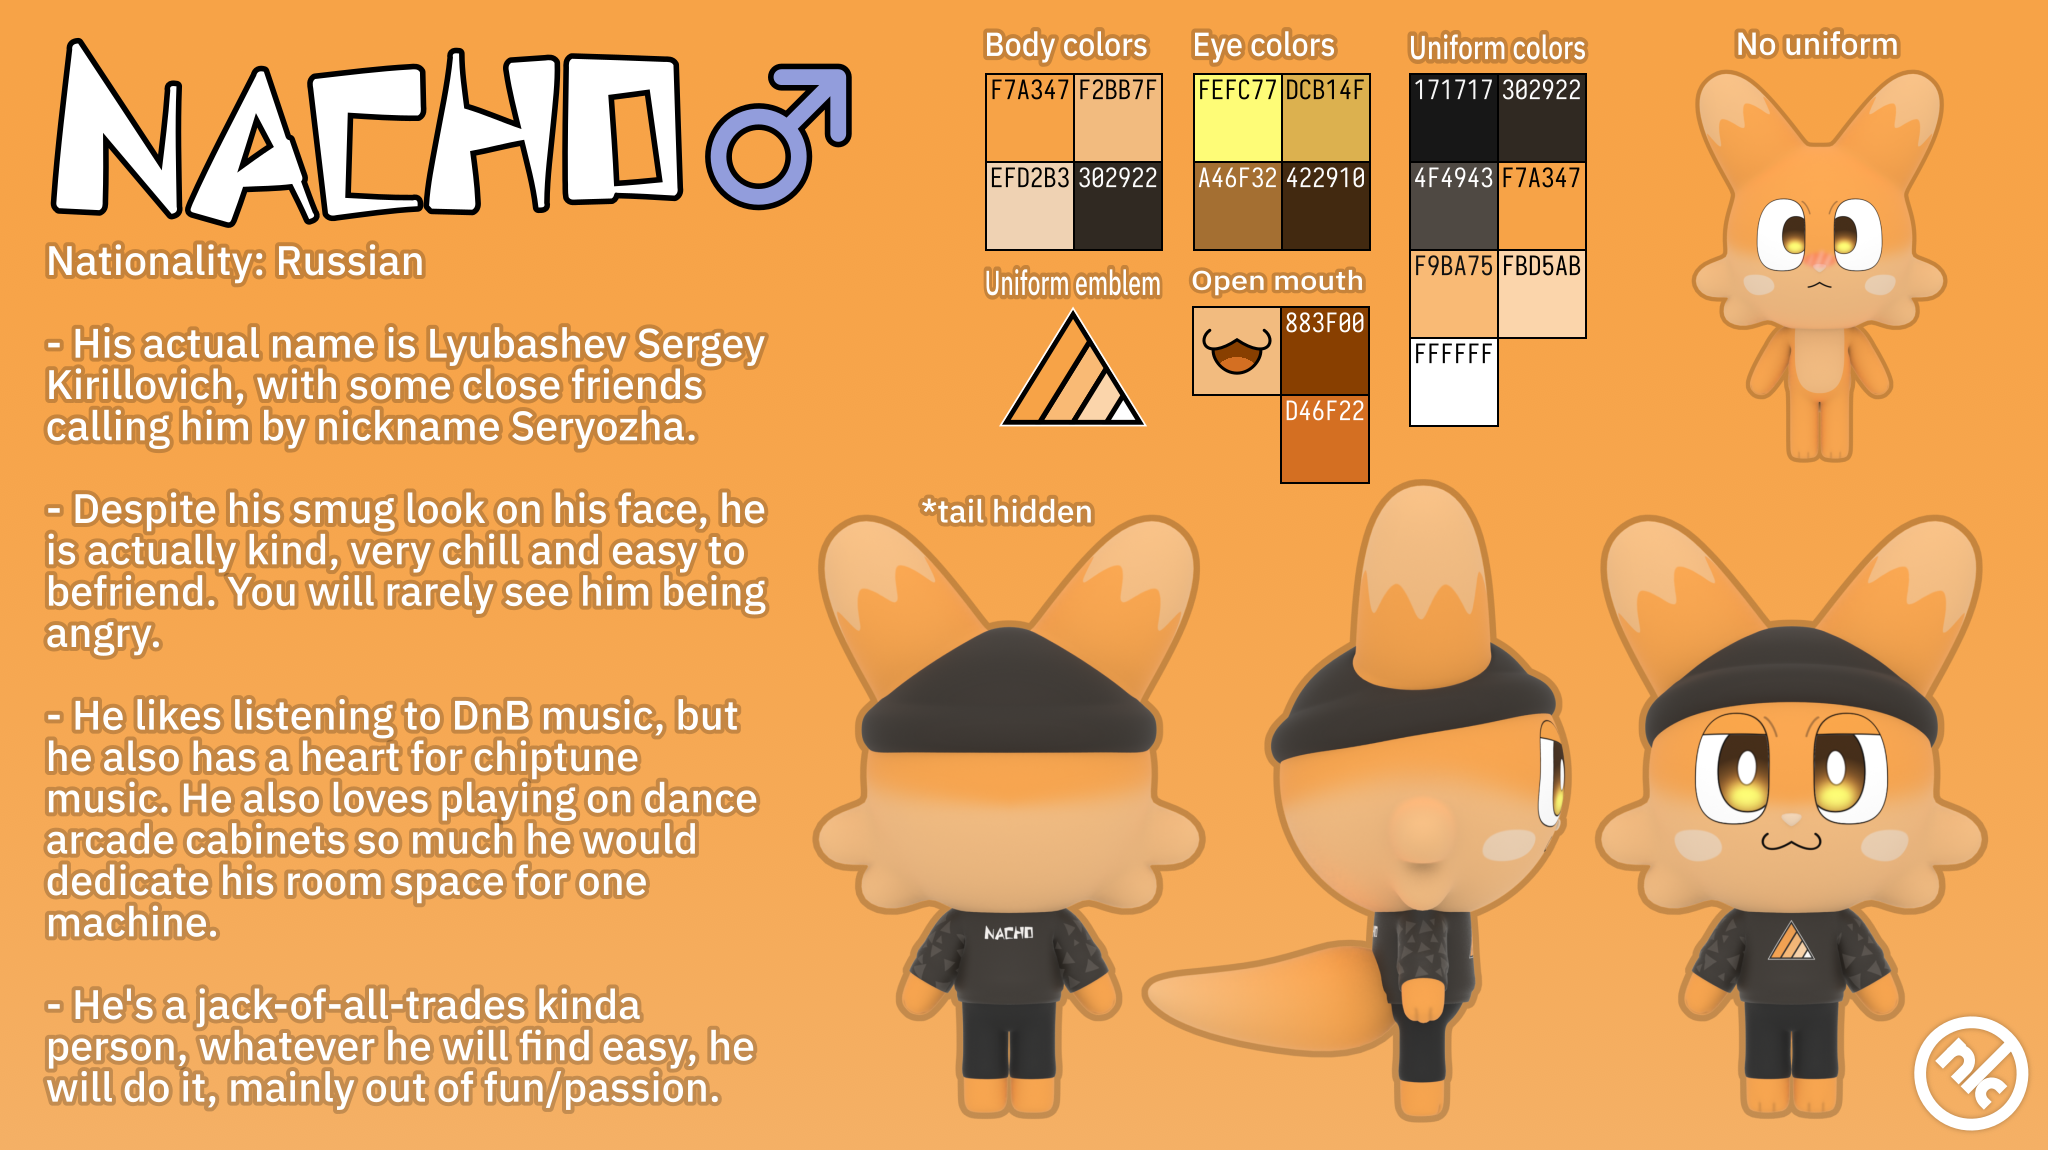 NACHO
Nationality: Russian
- His actual name is Lyubashev Sergey
Kirillovich, with some close friends
calling him by nickname Seryozha.
- Despite his smug look on his face, he
is actually kind, very chill and easy to
befriend. You will rarely see him being
angry.
- He likes listening to DnB music, but
he also has a heart for chiptune
music. He also loves playing on dance
arcade cabinets so much he would
dedicate his room space for one
machine.
- He's a jack-of-all-trades kinda
person, whatever he will find easy, he
will do it, mainly out of fun/passion.
Body colors
F7A347 F2BB7F
EFD2B3 302922
Eye colors
FEFC77 DCB14F
A46F32 422910
Uniform colors
171717 302922
4F4943 F7A347
F9BA75 FBD5AB
FFFFFF
Uniform emblem
Open mouth
883F00
D46F22
No uniform
*tail hidden
NACHO
nlc